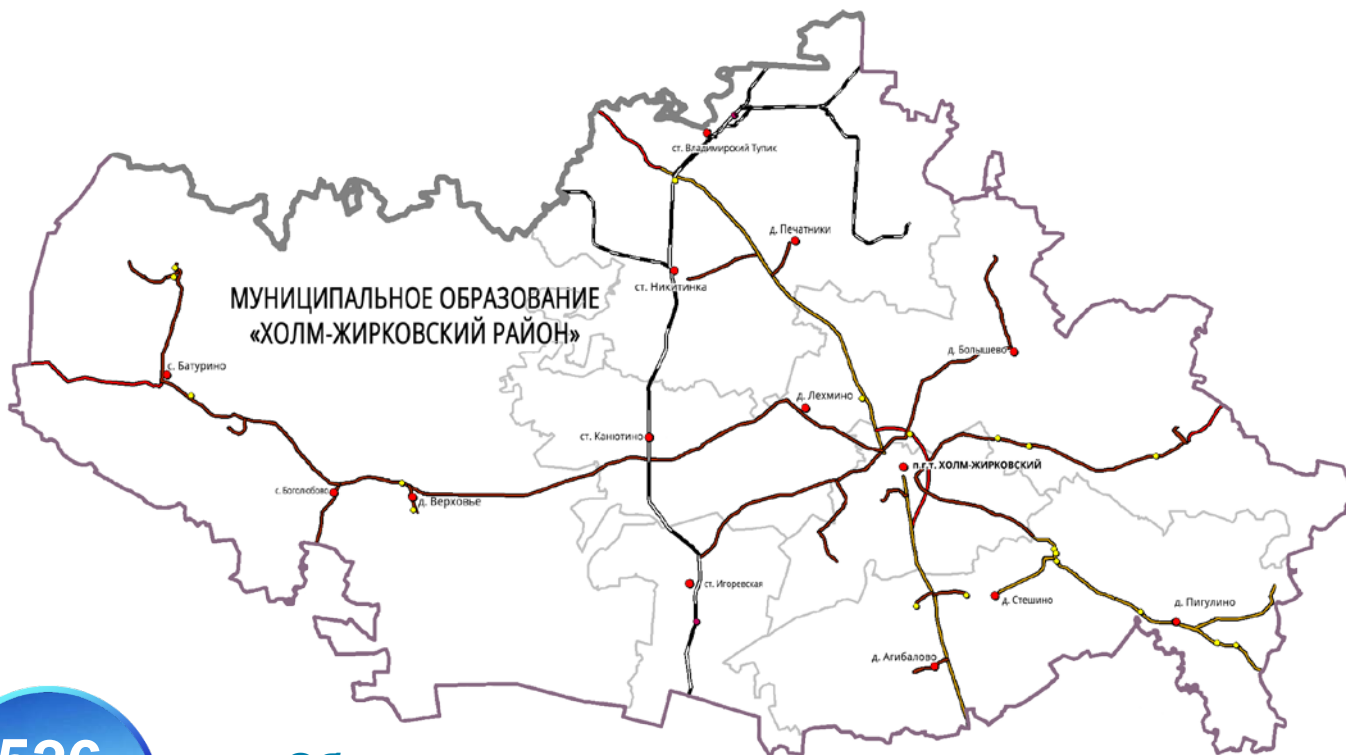 ст. Владимирский Тупик
д. Печатники
ст. Никитинка
МУНИЦИПАЛЬНОЕ ОБРАЗОВАНИЕ
«ХОЛМ-ЖИРКОВСКИЙ РАЙОН»
д. Болышево
с. Батурино
д. Лехмино
ст. Канютино
п.г.т. ХОЛМ-ЖИРКОВСКИЙ
с. Боголюбово
д. Верховье
ст. Игоревская
д. Стешино
д. Пигулино
д. Агибалово